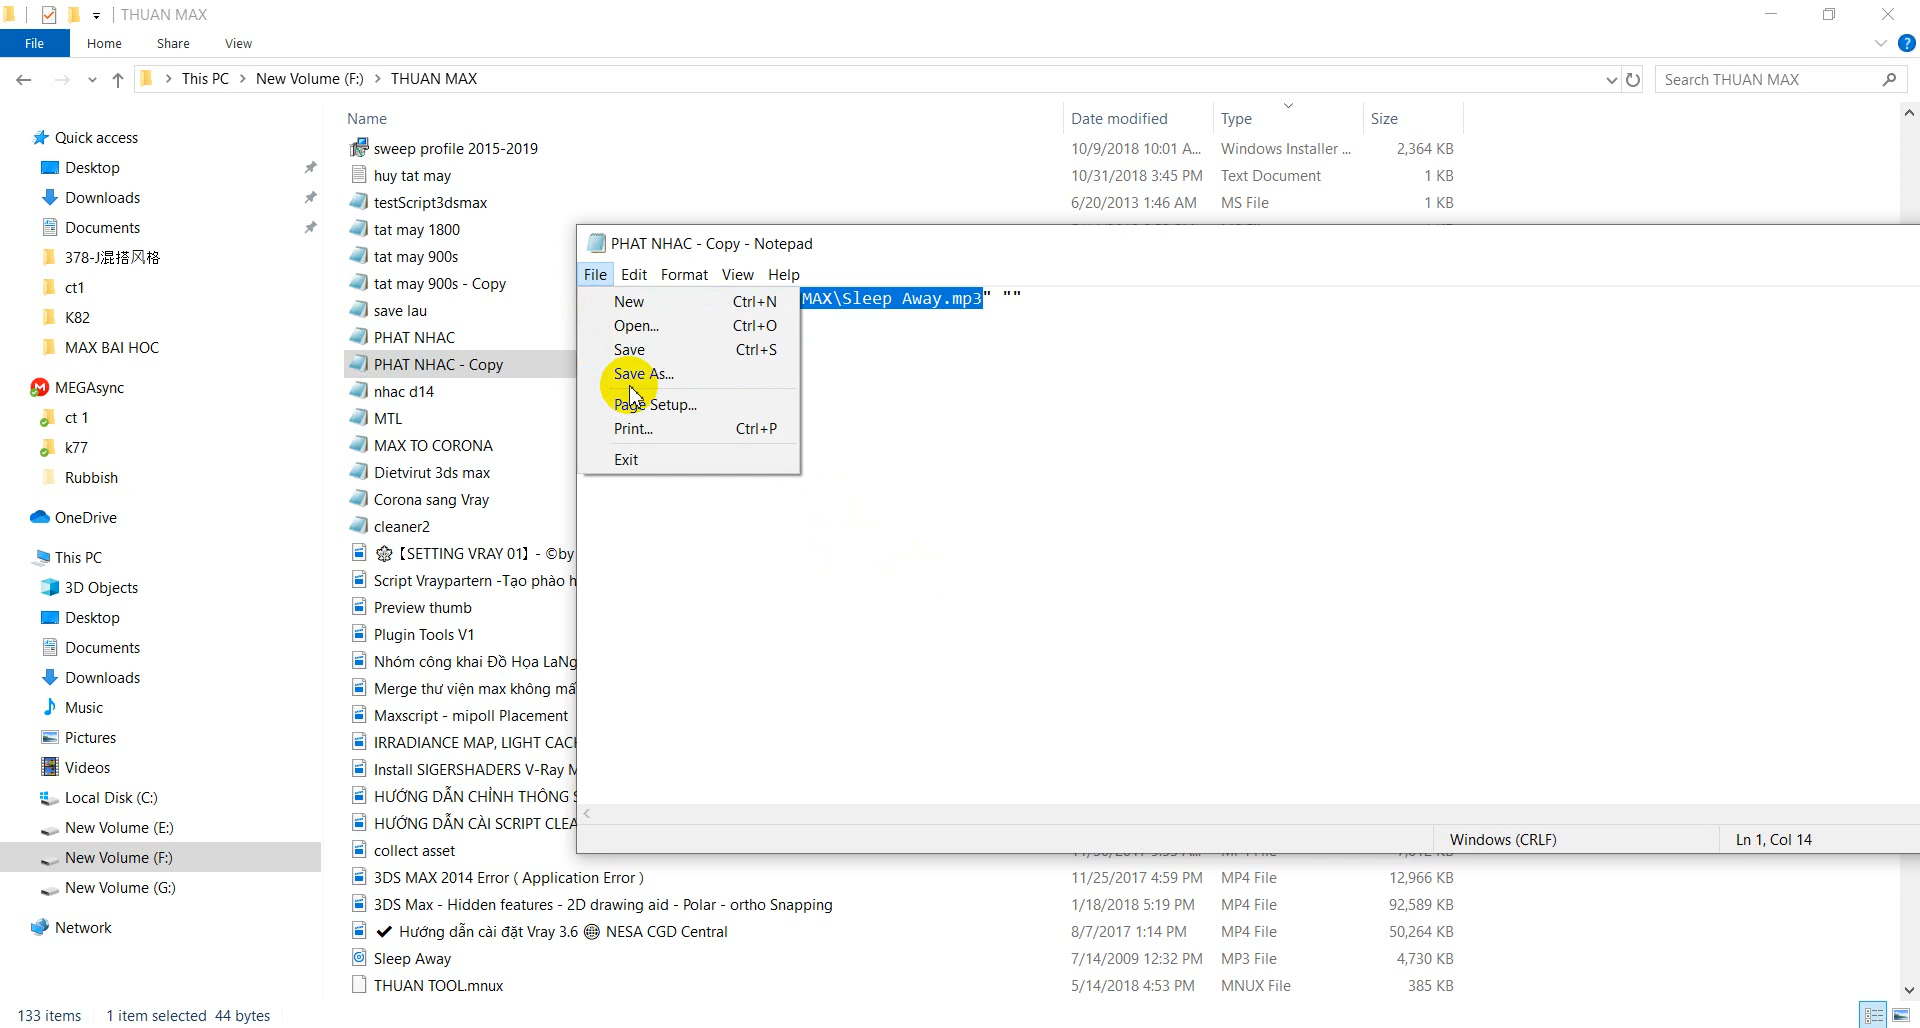 THUAN MAX
File Home Share View
This PC > New Volume (F:) > THUAN MAX
Search THUAN MAX
Name Date modified Type Size
Quick access
Desktop
Downloads
Documents
378-J混搭风格
ct1
K82
MAX BAI HOC
MEGAsync
ct 1
k77
Rubbish
OneDrive
This PC
3D Objects
Desktop
Documents
Downloads
Music
Pictures
Videos
Local Disk (C:)
New Volume (E:)
New Volume (F:)
New Volume (G:)
Network
sweep profile 2015-2019 10/9/2018 10:01 A... Windows Installer ... 2,364 KB
huy tat may 10/31/2018 3:45 PM Text Document 1 KB
testScript3dsmax 6/20/2013 1:46 AM MS File 1 KB
tat may 1800
tat may 900s
tat may 900s - Copy
save lau
PHAT NHAC
PHAT NHAC - Copy
nhac d14
MTL
MAX TO CORONA
Dietvirut 3ds max
Corona sang Vray
cleaner2
🏵【SETTING VRAY 01】 - ©by
Script Vraypartern -Tạo phào h
Preview thumb
Plugin Tools V1
Nhóm công khai Đồ Họa LaNg
Merge thư viện max không mấ
Maxscript - mipoll Placement
IRRADIANCE MAP, LIGHT CACH
Install SIGERSHADERS V-Ray M
HƯỚNG DẪN CHỈNH THÔNG S
HƯỚNG DẪN CÀI SCRIPT CLEA
collect asset
3DS MAX 2014 Error ( Application Error ) 11/25/2017 4:59 PM MP4 File 12,966 KB
3DS Max - Hidden features - 2D drawing aid - Polar - ortho Snapping 1/18/2018 5:19 PM MP4 File 92,589 KB
✔ Hướng dẫn cài đặt Vray 3.6 🌐 NESA CGD Central 8/7/2017 1:14 PM MP4 File 50,264 KB
Sleep Away 7/14/2009 12:32 PM MP3 File 4,730 KB
THUAN TOOL.mnux 5/14/2018 4:53 PM MNUX File 385 KB
PHAT NHAC - Copy - Notepad
File Edit Format View Help
MAX\Sleep Away.mp3" ""
New Ctrl+N
Open... Ctrl+O
Save Ctrl+S
Save As...
Page Setup...
Print... Ctrl+P
Exit
Windows (CRLF) Ln 1, Col 14
133 items 1 item selected 44 bytes